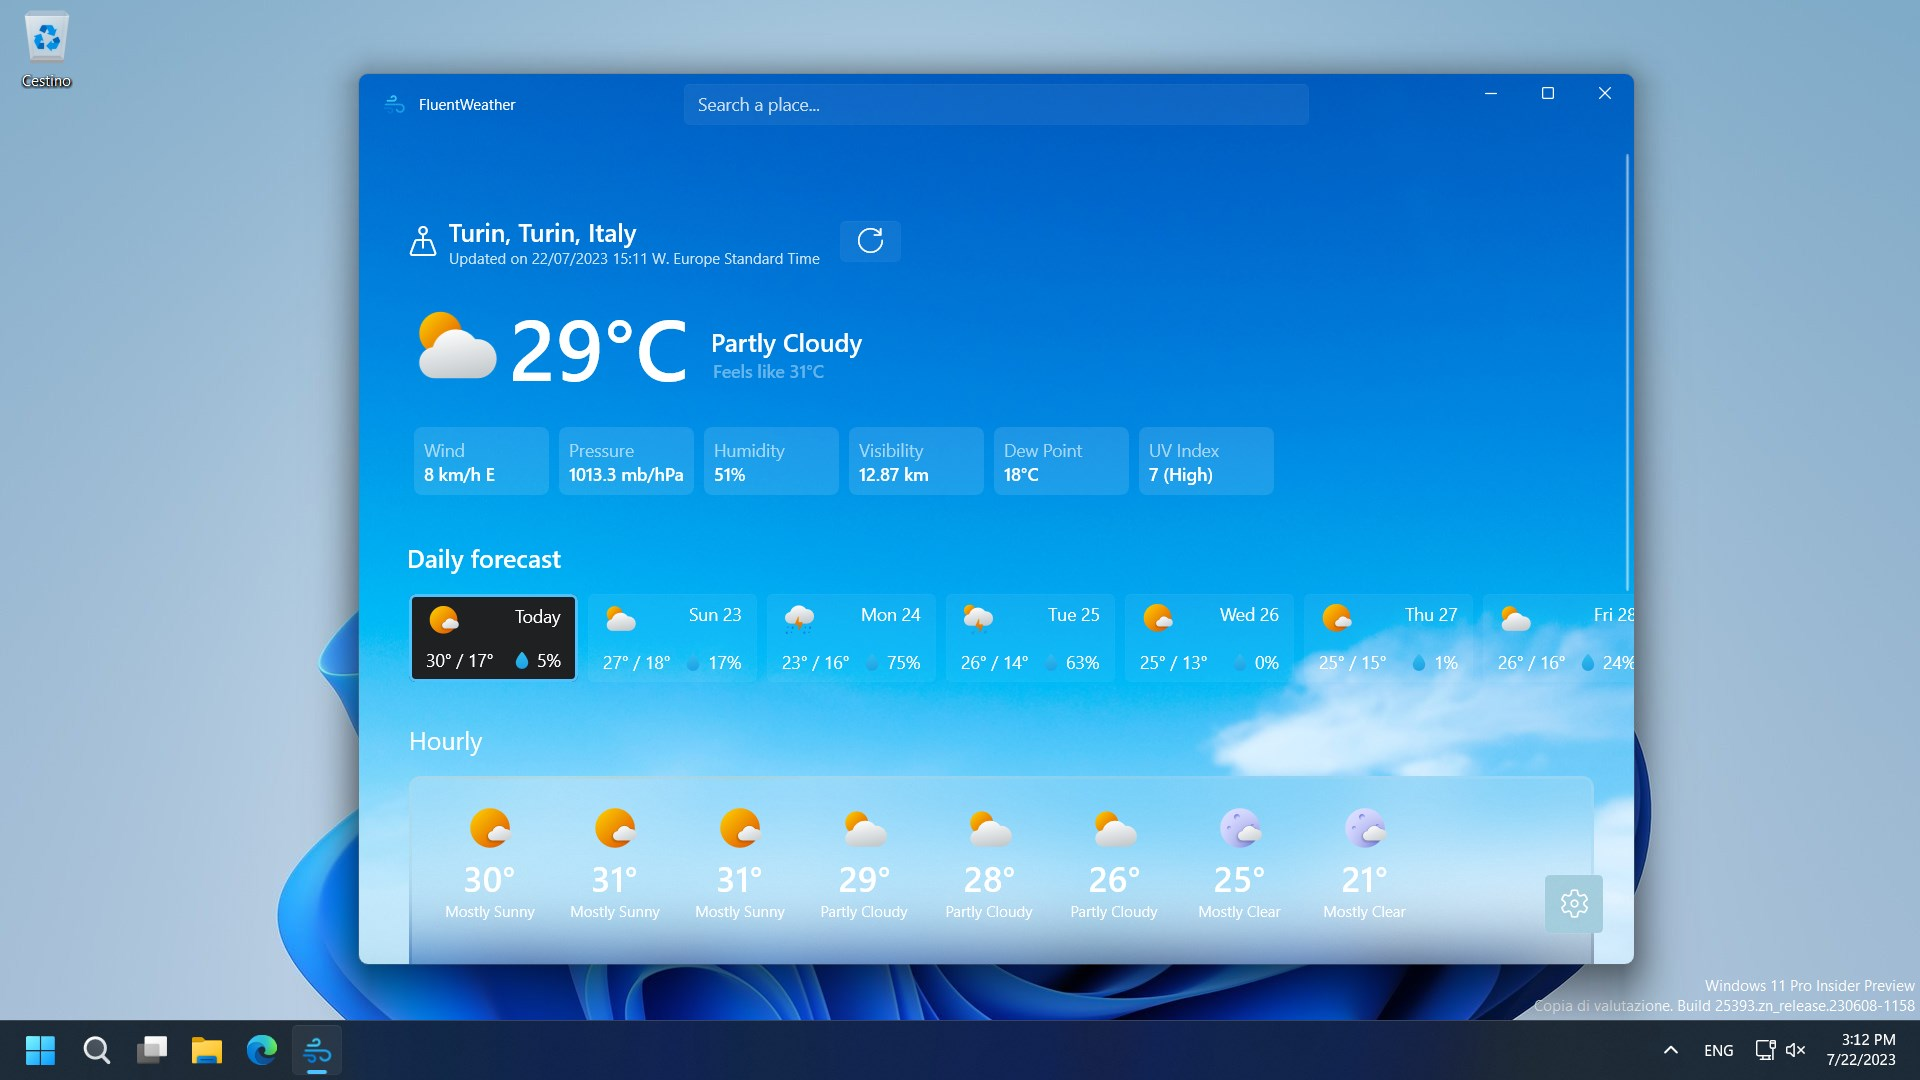 Cestino
FluentWeather
Search a place...
Turin, Turin, Italy
Updated on 22/07/2023 15:11 W. Europe Standard Time
29°C
Partly Cloudy
Feels like 31°C
Wind
8 km/h E
Pressure
1013.3 mb/hPa
Humidity
51%
Visibility
12.87 km
Dew Point
18°C
UV Index
7 (High)
Daily forecast
Today
30° / 17° 5%
Sun 23
27° / 18° 17%
Mon 24
23° / 16° 75%
Tue 25
26° / 14° 63%
Wed 26
25° / 13° 0%
Thu 27
25° / 15° 1%
Fri 28
26° / 16° 24%
Hourly
30°
Mostly Sunny
31°
Mostly Sunny
31°
Mostly Sunny
29°
Partly Cloudy
28°
Partly Cloudy
26°
Partly Cloudy
25°
Mostly Clear
21°
Mostly Clear
Windows 11 Pro Insider Preview
Copia di valutazione. Build 25393.zn_release.230608-1158
ENG
3:12 PM
7/22/2023